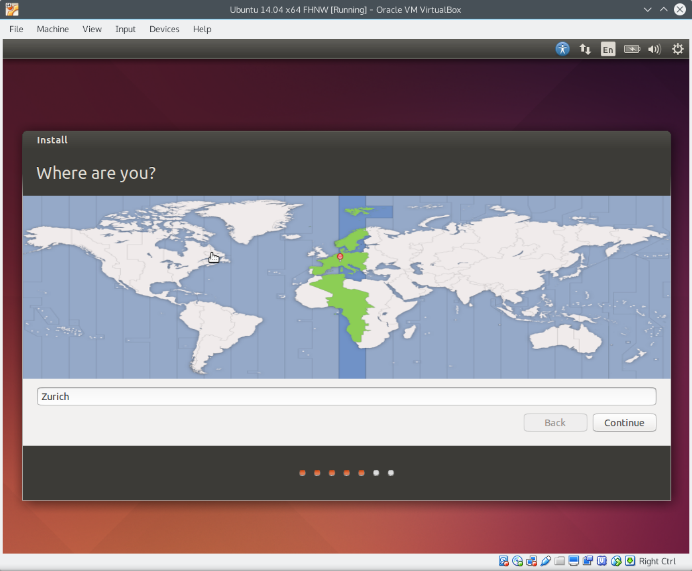 Ubuntu 14.04 x64 FHNW [Running] - Oracle VM VirtualBox
File Machine View Input Devices Help
En
Install
Where are you?
Zurich
Back Continue
Right Ctrl